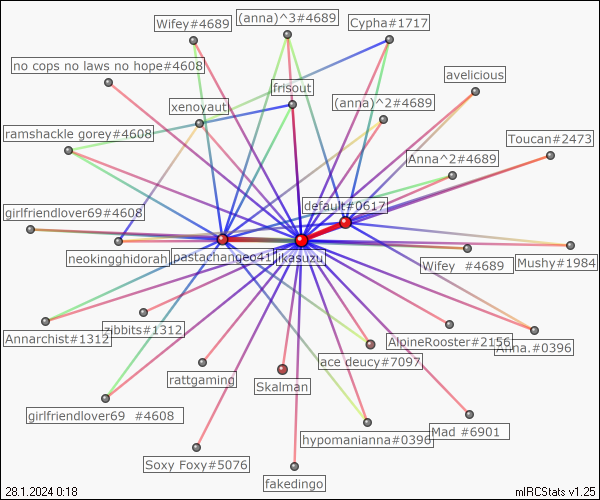 Wifey#4689
(anna)^3#4689
Cypha#1717
no cops no laws no hope#4608
avelicious
frisout
xenoyaut
(anna)^2#4689
ramshackle gorey#4608
Toucan#2473
Anna^2#4689
default#0617
girlfriendlover69#4608
neokingghidorah
pastachangeo41
ikasuzu
Wifey #4689
Mushy#1984
Annarchist#1312
zibbits#1312
AlpineRooster#2156
Anna.#0396
ace deucy#7097
rattgaming
Skalman
girlfriendlover69 #4608
hypomanianna#0396
Mad #6901
Soxy Foxy#5076
fakedingo
28.1.2024 0:18
mIRCStats v1.25